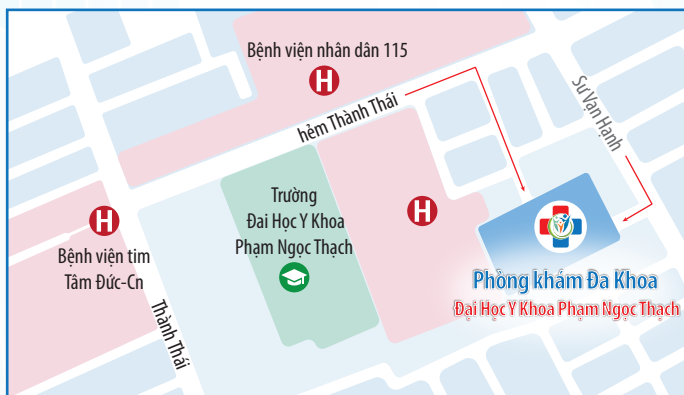 Bệnh viện nhân dân 115
H
hẻm Thành Thái
Sư Vạn Hạnh
Trường
Đai Học Y Khoa
Phạm Ngọc Thạch
H
H
Bệnh viện tim
Tâm Đức-Cn
Thành Thái
Phòng khám Đa Khoa
Đại Học Y Khoa Phạm Ngọc Thạch